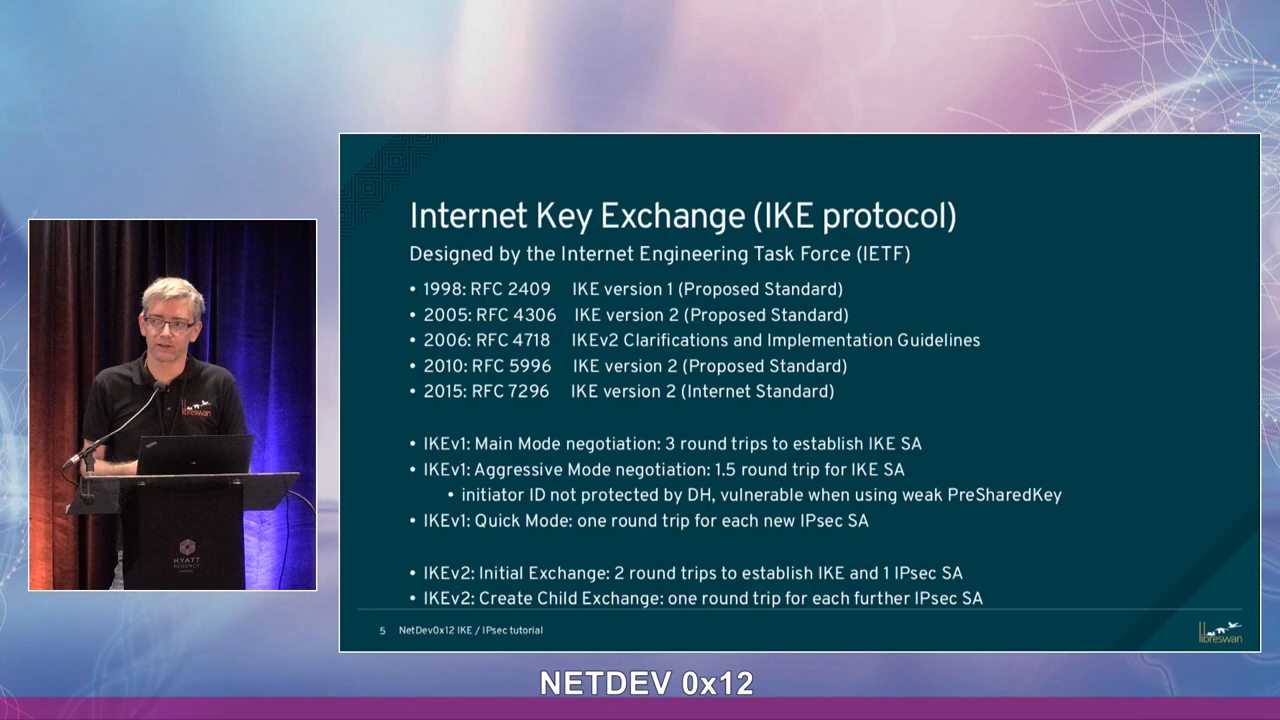 Internet Key Exchange (IKE protocol)
Designed by the Internet Engineering Task Force (IETF)
• 1998: RFC 2409 IKE version 1 (Proposed Standard)
• 2005: RFC 4306 IKE version 2 (Proposed Standard)
• 2006: RFC 4718 IKEv2 Clarifications and Implementation Guidelines
• 2010: RFC 5996 IKE version 2 (Proposed Standard)
• 2015: RFC 7296 IKE version 2 (Internet Standard)
• IKEv1: Main Mode negotiation: 3 round trips to establish IKE SA
• IKEv1: Aggressive Mode negotiation: 1.5 round trip for IKE SA
• initiator ID not protected by DH, vulnerable when using weak PreSharedKey
• IKEv1: Quick Mode: one round trip for each new IPsec SA
• IKEv2: Initial Exchange: 2 round trips to establish IKE and 1 IPsec SA
• IKEv2: Create Child Exchange: one round trip for each further IPsec SA
5 NetDev0x12 IKE / IPsec tutorial
libreswan
libreswan
HYATT
REGENCY
NETDEV 0x12